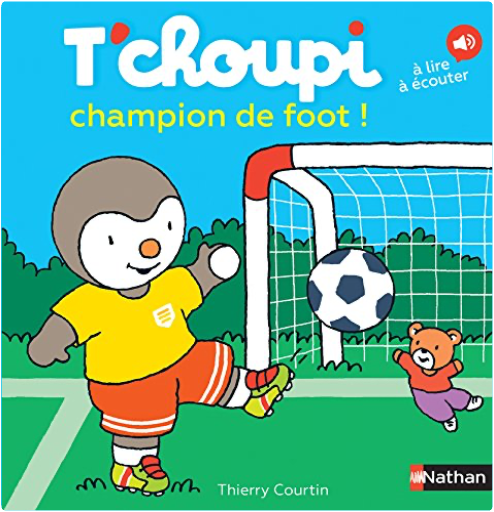 T'choupi
à lire
à écouter
champion de foot !
Thierry Courtin
Nathan